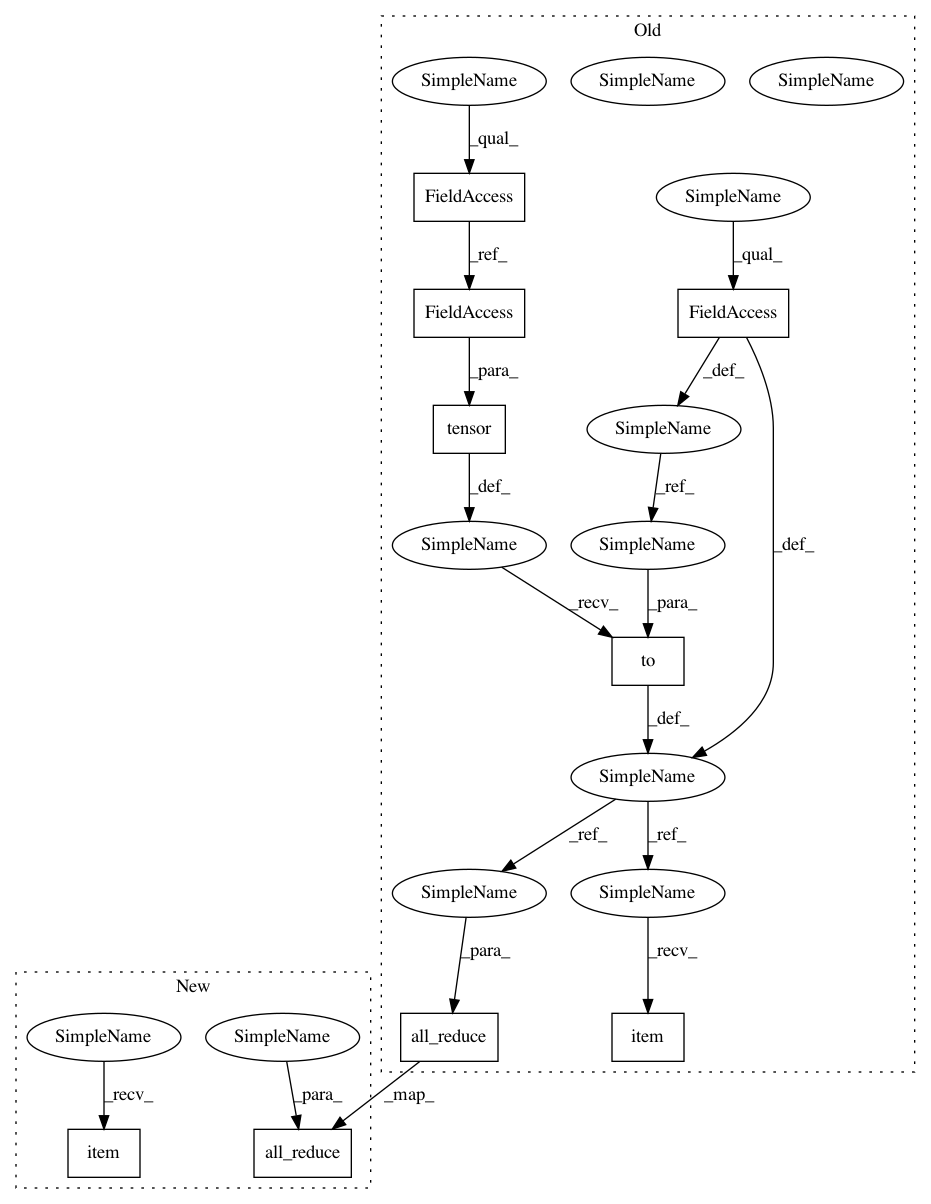 Old
SimpleName SimpleName SimpleName
_qual_
FieldAccess SimpleName
_ref_ _qual_
FieldAccess FieldAccess
_para_ _def_
tensor SimpleName
_def_ _ref_
SimpleName SimpleName _def_
_recv_ _para_
to
_def_
SimpleName
_ref_ _ref_
SimpleName SimpleName
_para_ _recv_
New
SimpleName SimpleName all_reduce item
_recv_ _para_ _map_
item all_reduce